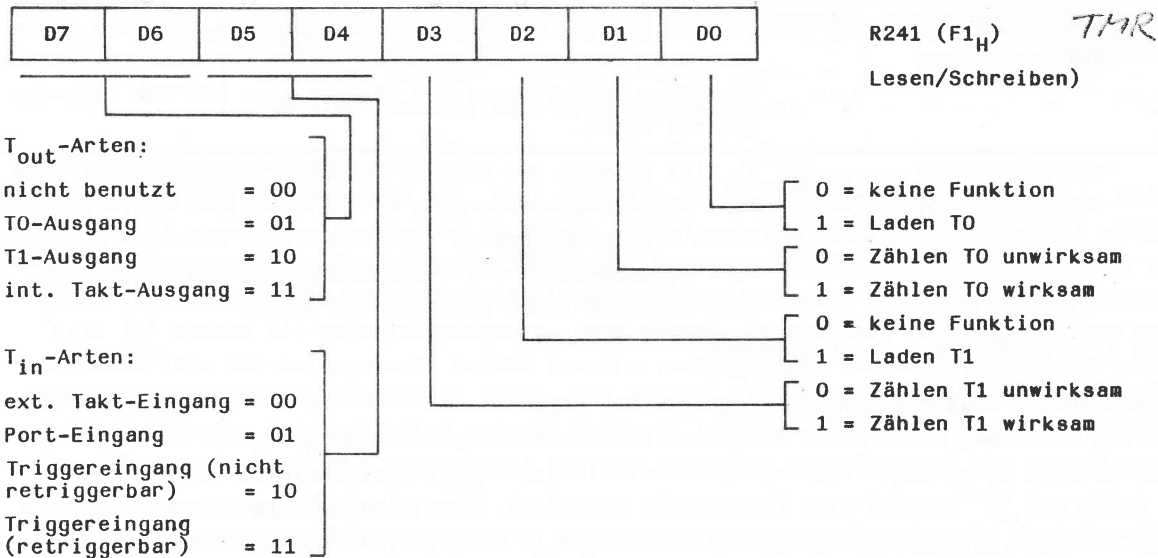 D7 D6 D5 D4 D3 D2 D1 D0
R241 (F1H) TMR
Lesen/Schreiben)
Tout-Arten:
nicht benutzt = 00
T0-Ausgang = 01
T1-Ausgang = 10
int. Takt-Ausgang = 11
Tin-Arten:
ext. Takt-Eingang = 00
Port-Eingang = 01
Triggereingang (nicht
retriggerbar) = 10
Triggereingang
(retriggerbar) = 11
0 = keine Funktion
1 = Laden T0
0 = Zählen T0 unwirksam
1 = Zählen T0 wirksam
0 = keine Funktion
1 = Laden T1
0 = Zählen T1 unwirksam
1 = Zählen T1 wirksam